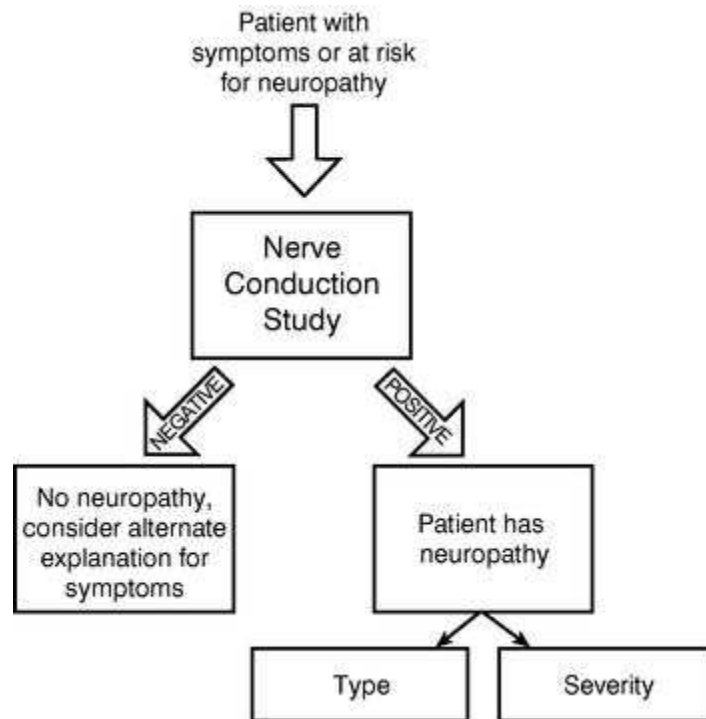 Patient with
symptoms or at risk
for neuropathy
Nerve
Conduction
Study
NEGATIVE
POSITIVE
No neuropathy,
consider alternate
explanation for
symptoms
Patient has
neuropathy
Type
Severity